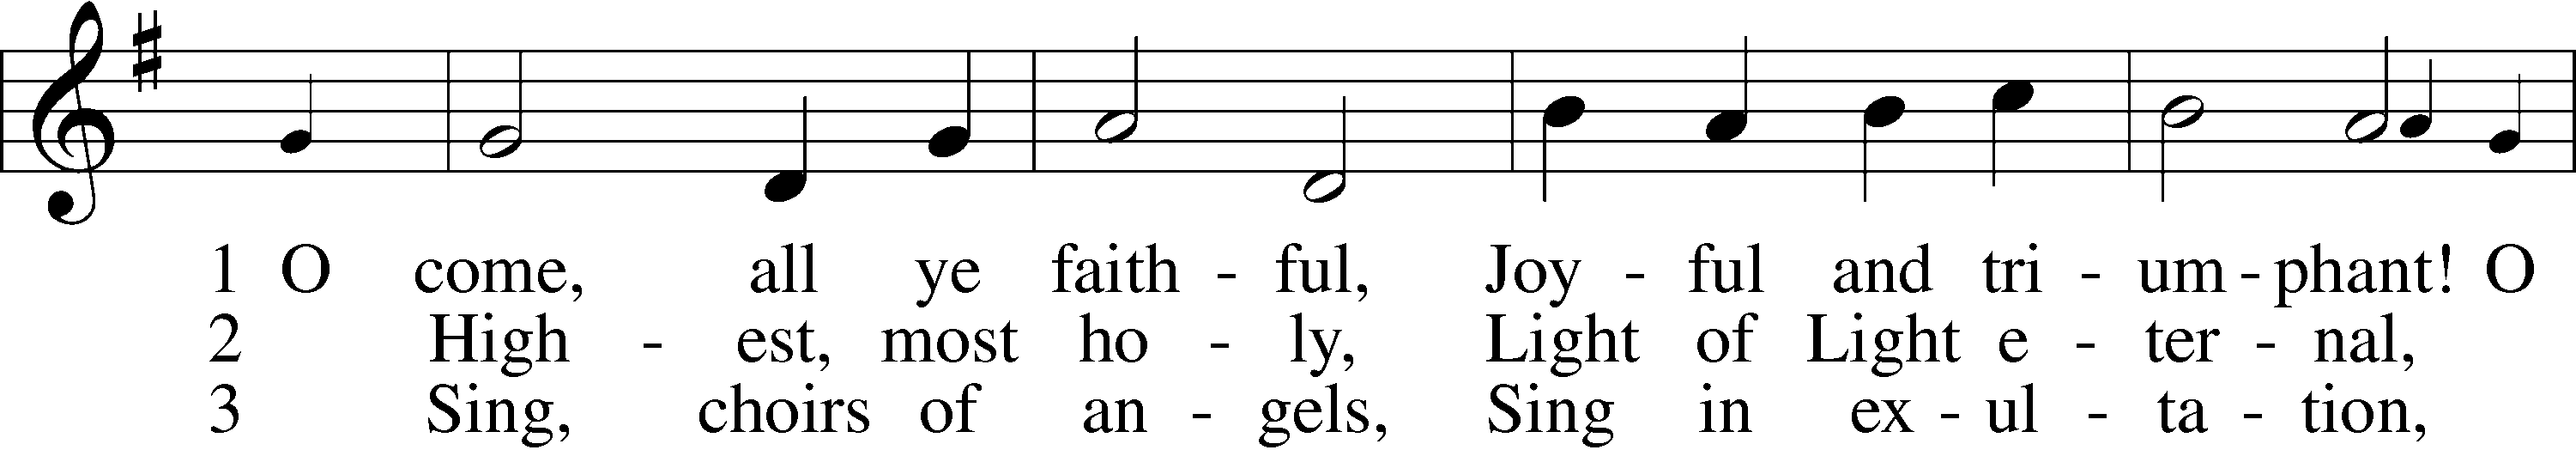 1 O come, all ye faith - ful, Joy - ful and tri - um - phant! O
2 High - est, most ho - ly, Light of Light e - ter - nal,
3 Sing, choirs of an - gels, Sing in ex - ul - ta - tion,